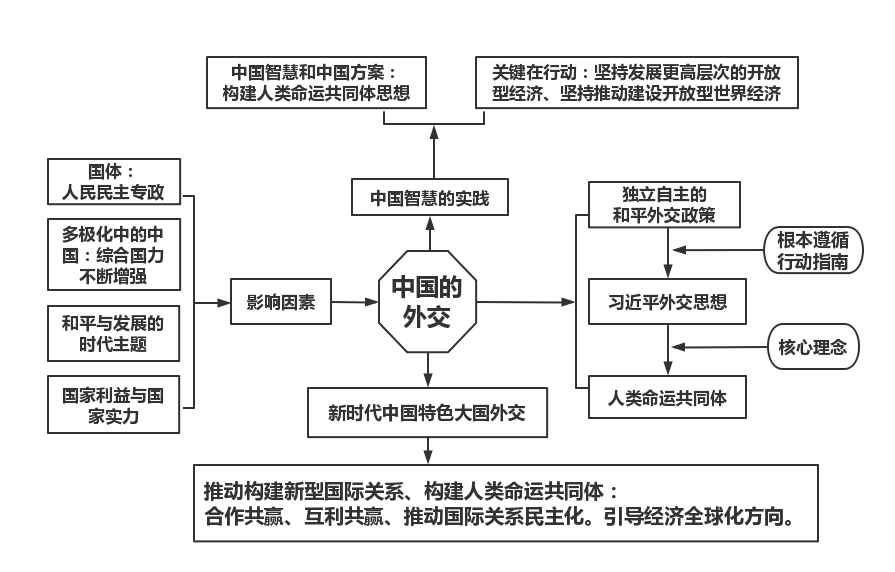 中国智慧和中国方案：
构建人类命运共同体思想
关键在行动：坚持发展更高层次的开放
型经济、坚持推动建设开放型世界经济
中国智慧的实践
国体：
人民民主专政
多极化中的中
国：综合国力
不断增强
和平与发展的
时代主题
国家利益与国
家实力
影响因素
中国的
外交
独立自主的
和平外交政策
根本遵循
行动指南
习近平外交思想
核心理念
人类命运共同体
新时代中国特色大国外交
推动构建新型国际关系、构建人类命运共同体：
合作共赢、互利共赢、推动国际关系民主化。引导经济全球化方向。